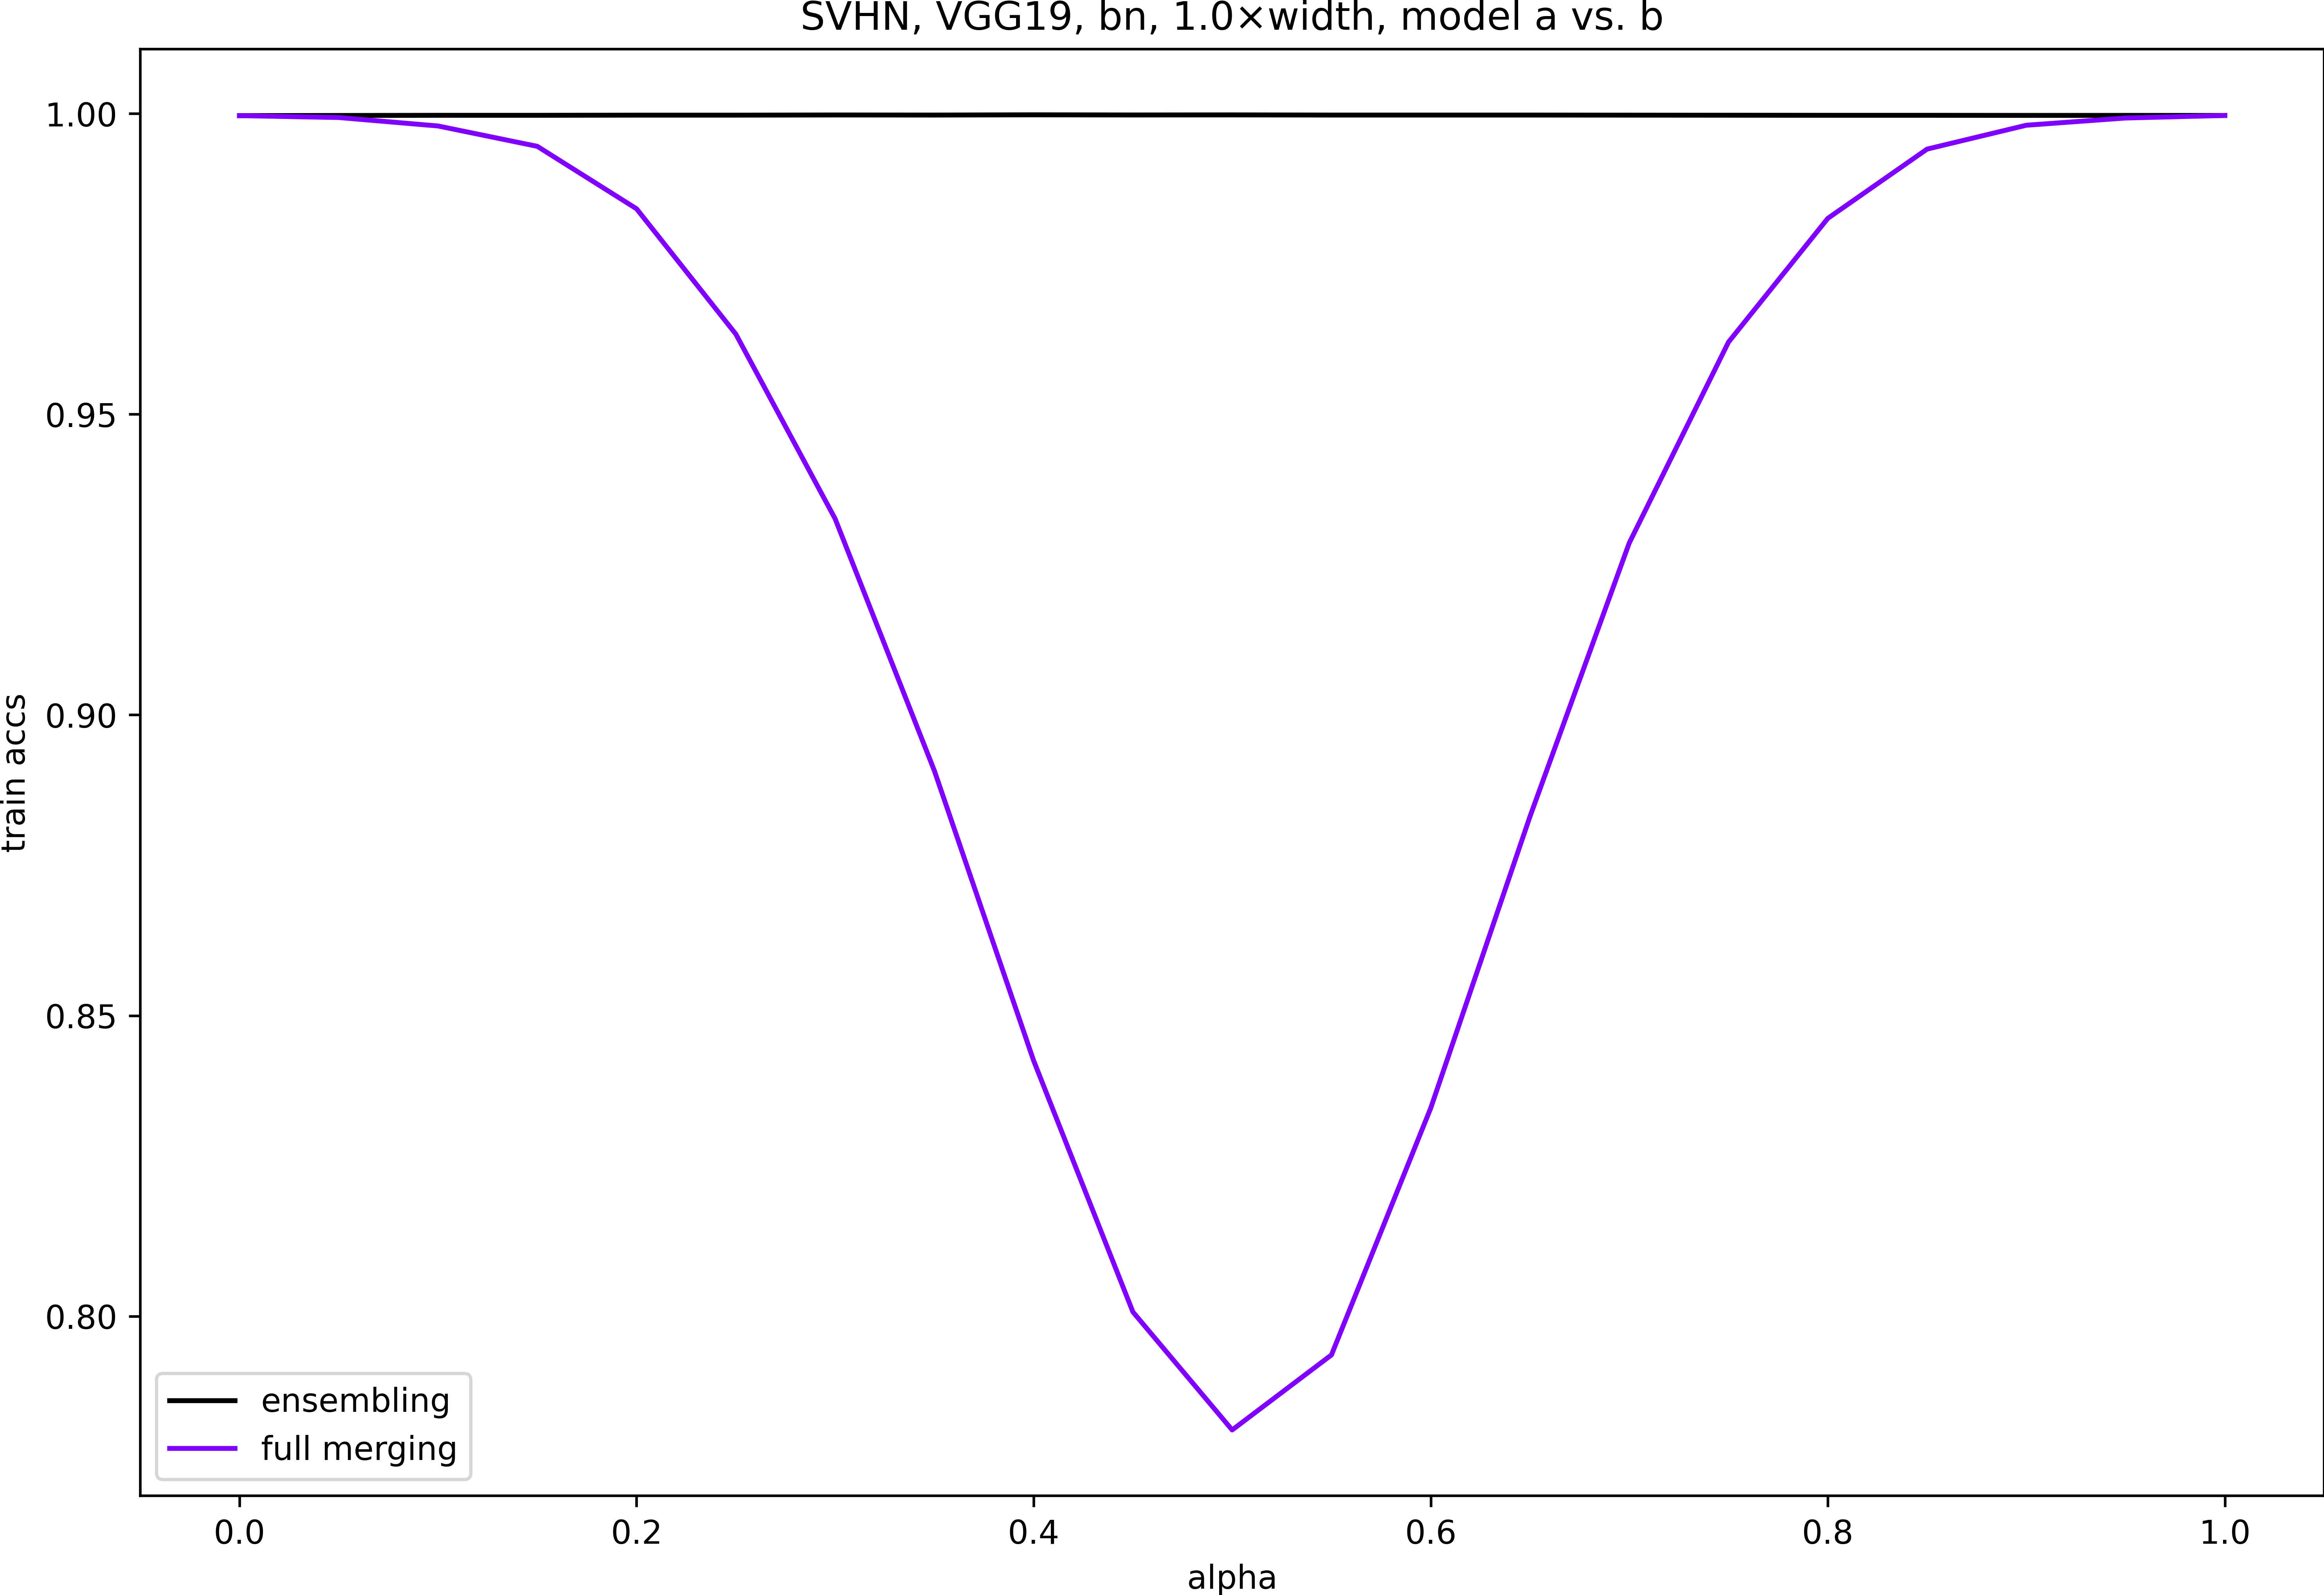 SVHN, VGG19, bn, 1.0×width, model a vs. b
1.00
0.95
0.90
0.85
0.80
train accs
ensembling
full merging
0.0 0.2 0.4 0.6 0.8 1.0
alpha